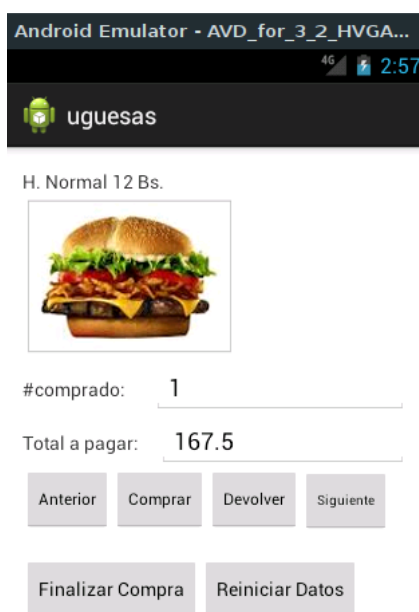 Android Emulator - AVD_for_3_2_HVGA...
4G 2:57
uguesas
H. Normal 12 Bs.
#comprado: 1
Total a pagar: 167.5
Anterior Comprar Devolver Siguiente
Finalizar Compra Reiniciar Datos